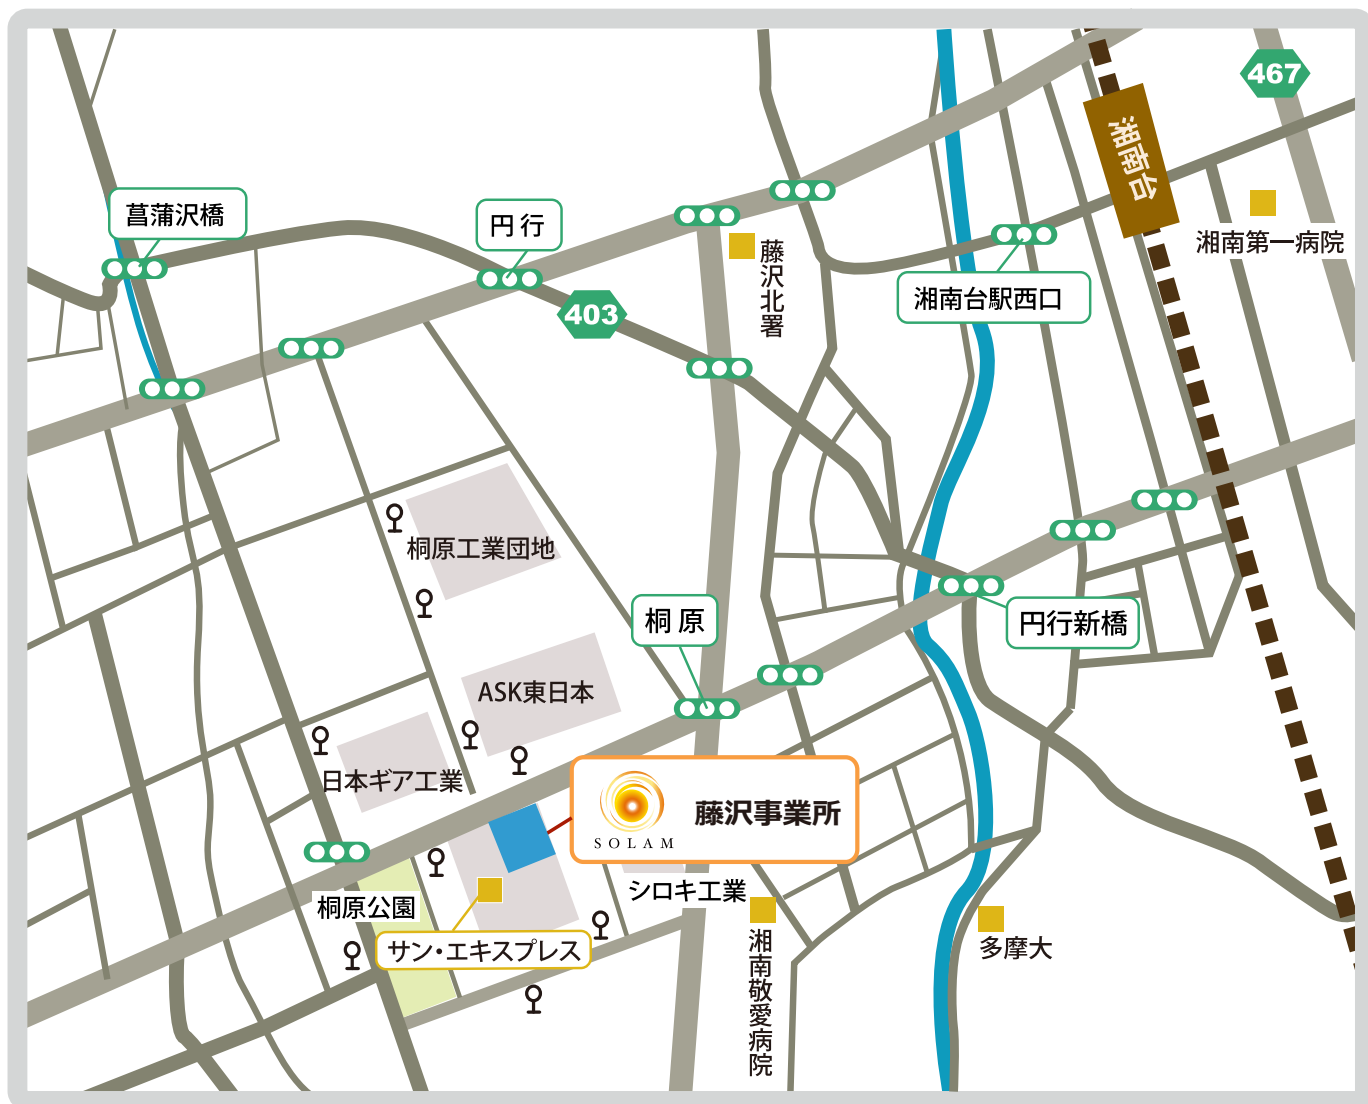 467
湘南台
菖蒲沢橋
円行
湘南第一病院
藤沢北署
湘南台駅西口
403
桐原工業団地
桐原
円行新橋
ASK東日本
日本ギア工業
SOLAM
藤沢事業所
シロキ工業
桐原公園
サン・エキスプレス
湘南敬愛病院
多摩大